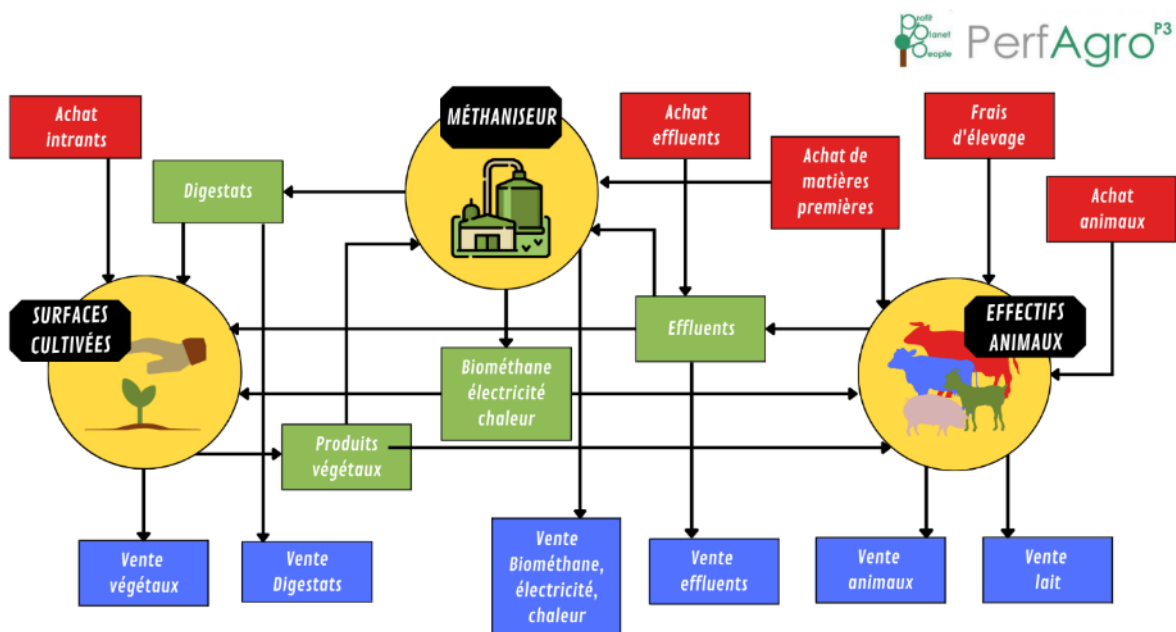 Profit
Planet
People
PerfAgro P3
Achat
intrants
MÉTHANISEUR
Achat
effluents
Frais
d'élevage
Achat de
matières
premières
Digestats
Achat
animaux
SURFACES
CULTIVÉES
Effluents
EFFECTIFS
ANIMAUX
Biométhane
électricité
chaleur
Produits
végétaux
Vente
végétaux
Vente
Digestats
Vente
Biométhane,
électricité,
chaleur
Vente
effluents
Vente
animaux
Vente
lait